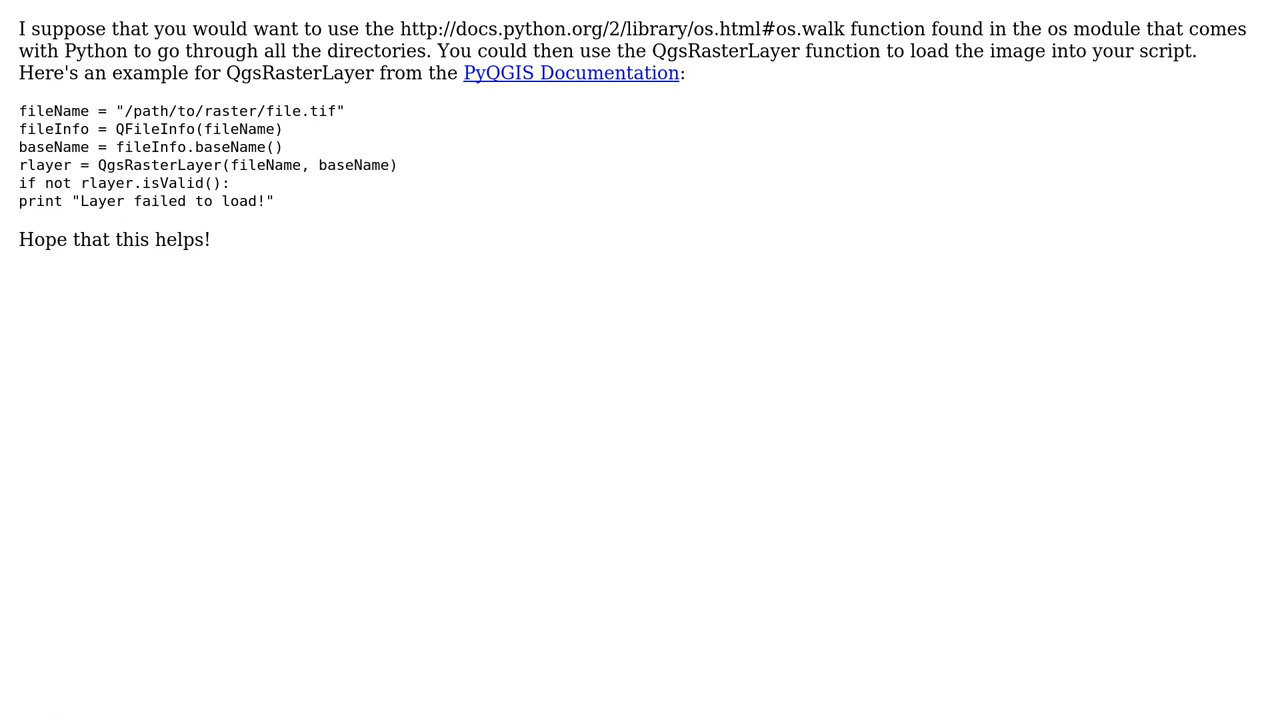 I suppose that you would want to use the http://docs.python.org/2/library/os.html#os.walk function found in the os module that comes
with Python to go through all the directories. You could then use the QgsRasterLayer function to load the image into your script.
Here's an example for QgsRasterLayer from the PyQGIS Documentation:
fileName = "/path/to/raster/file.tif"
fileInfo = QFileInfo(fileName)
baseName = fileInfo.baseName()
rlayer = QgsRasterLayer(fileName, baseName)
if not rlayer.isValid():
print "Layer failed to load!"
Hope that this helps!